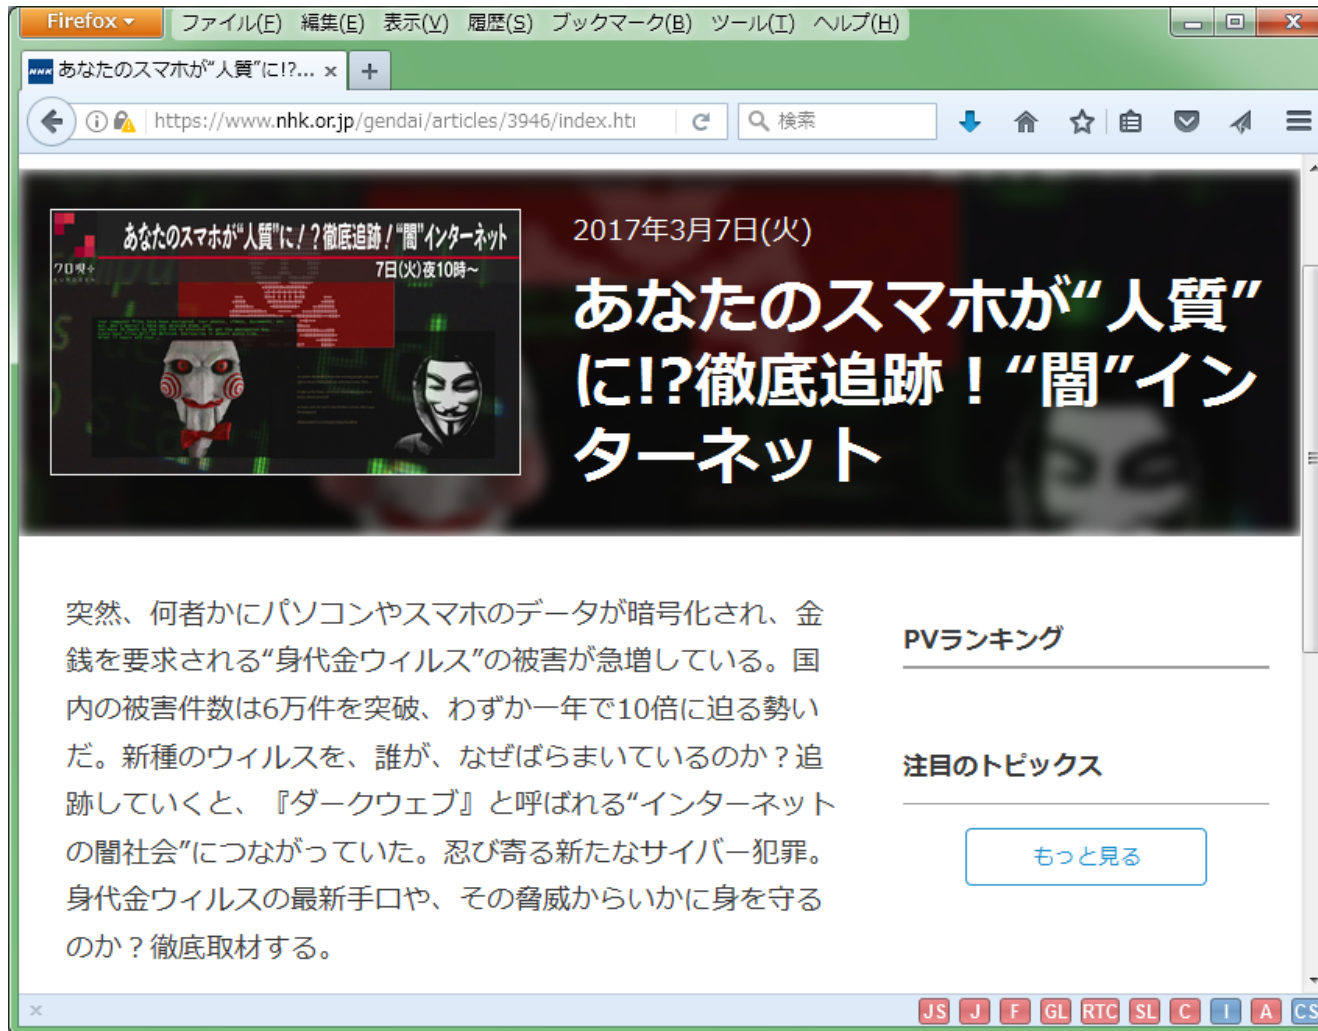 Firefox
ファイル(F) 編集(E) 表示(V) 履歴(S) ブックマーク(B) ツール(T) ヘルプ(H)
NHK あなたのスマホが“人質”に!?...
https://www.nhk.or.jp/gendai/articles/3946/index.htm
検索
あなたのスマホが“人質”に！？徹底追跡！“闇”インターネット
7日(火)夜10時～
クロ現+
2017年3月7日(火)
あなたのスマホが“人質”
に!?徹底追跡！“闇”イン
ターネット
突然、何者かにパソコンやスマホのデータが暗号化され、金
銭を要求される“身代金ウィルス”の被害が急増している。国
内の被害件数は6万件を突破、わずか一年で10倍に迫る勢い
だ。新種のウィルスを、誰が、なぜばらまいているのか？追
跡していくと、『ダークウェブ』と呼ばれる“インターネット
の闇社会”につながっていた。忍び寄る新たなサイバー犯罪。
身代金ウィルスの最新手口や、その脅威からいかに身を守る
のか？徹底取材する。
PVランキング
注目のトピックス
もっと見る
JS J F GL RTC SL C I A CS